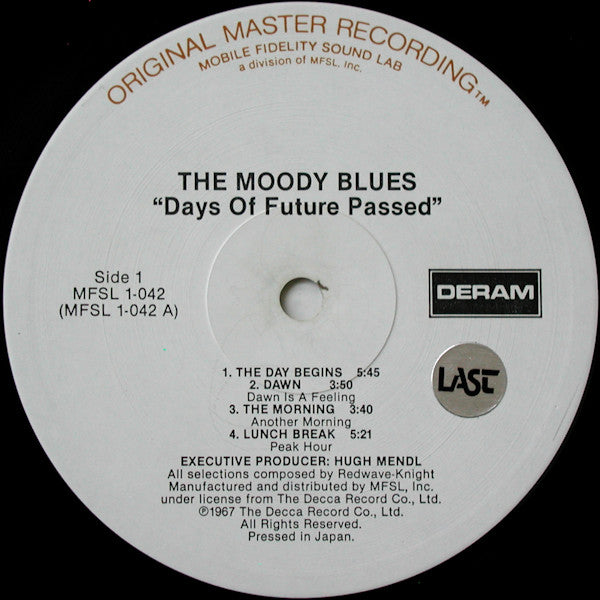 ORIGINAL MASTER RECORDING™
MOBILE FIDELITY SOUND LAB
a division of MFSL, Inc.
THE MOODY BLUES
“Days Of Future Passed”
Side 1
MFSL 1-042
(MFSL 1-042 A)
DERAM
LAST
1. THE DAY BEGINS 5:45
2. DAWN 3:50
Dawn Is A Feeling
3. THE MORNING 3:40
Another Morning
4. LUNCH BREAK 5:21
Peak Hour
EXECUTIVE PRODUCER: HUGH MENDL
All selections composed by Redwave-Knight
Manufactured and distributed by MFSL, Inc.
under license from The Decca Record Co., Ltd.
℗1967 The Decca Record Co., Ltd.
All Rights Reserved.
Pressed in Japan.